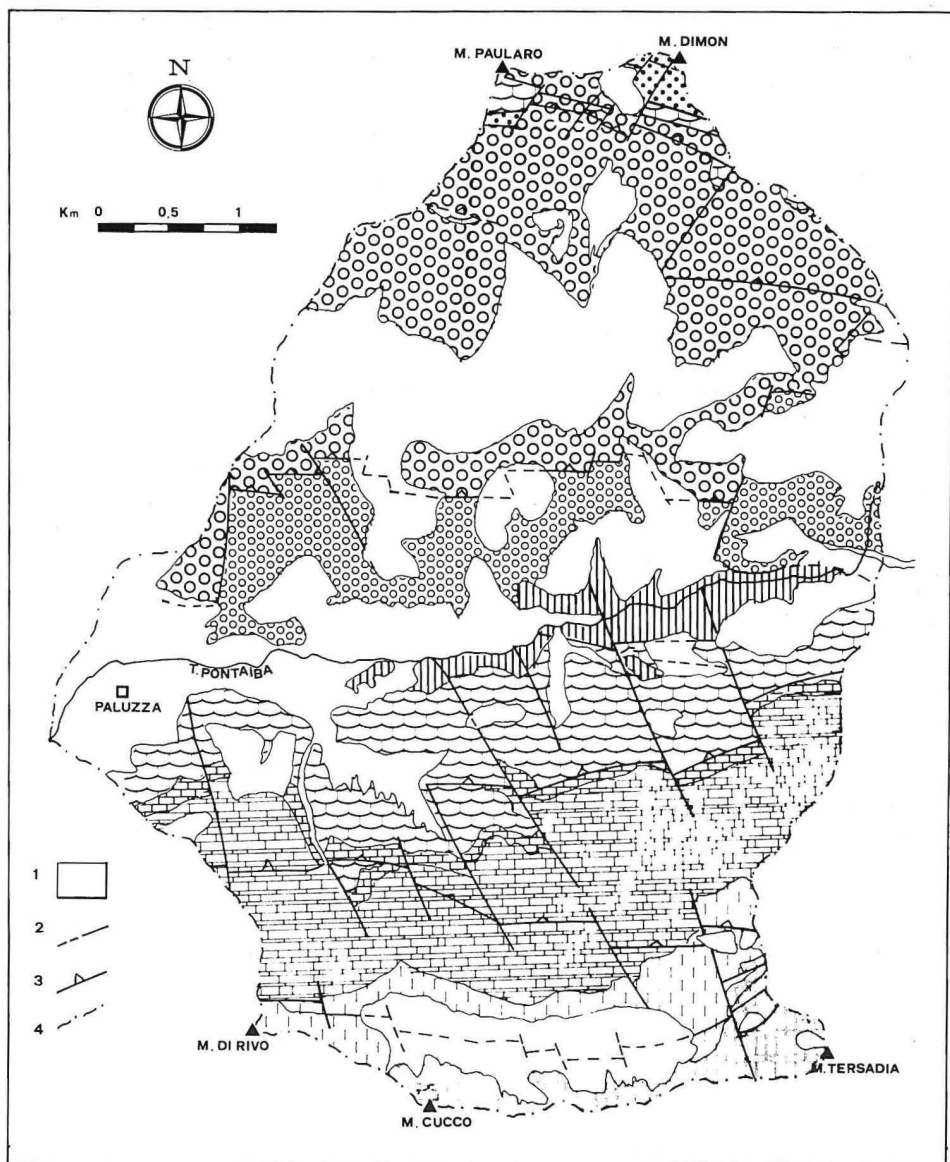 M. PAULARO
M. DIMON
N
Km 0 0,5 1
T. PONTAIBA
PALUZZA
1
2
3
4
M. DI RIVO
M. TERSADIA
M. CUCCO